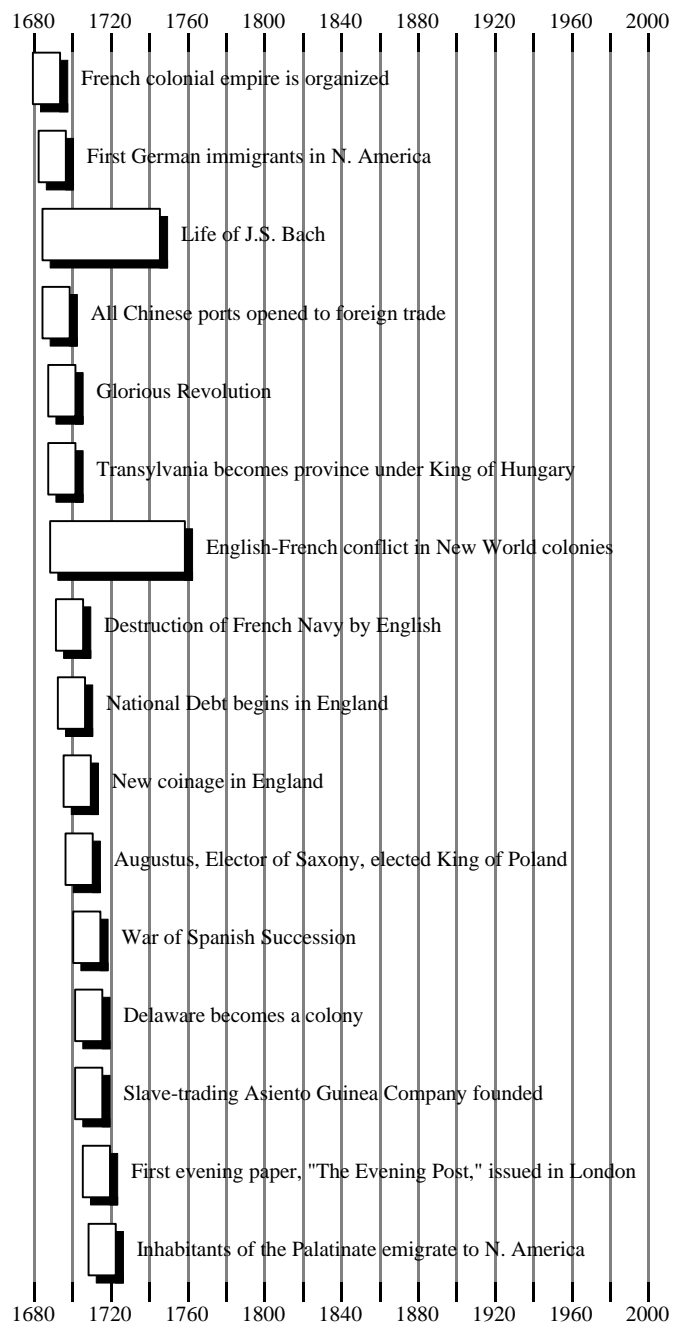 1680 1720 1760 1800 1840 1880 1920 1960 2000
French colonial empire is organized
First German immigrants in N. America
Life of J.S. Bach
All Chinese ports opened to foreign trade
Glorious Revolution
Transylvania becomes province under King of Hungary
English-French conflict in New World colonies
Destruction of French Navy by English
National Debt begins in England
New coinage in England
Augustus, Elector of Saxony, elected King of Poland
War of Spanish Succession
Delaware becomes a colony
Slave-trading Asiento Guinea Company founded
First evening paper, "The Evening Post," issued in London
Inhabitants of the Palatinate emigrate to N. America
1680 1720 1760 1800 1840 1880 1920 1960 2000